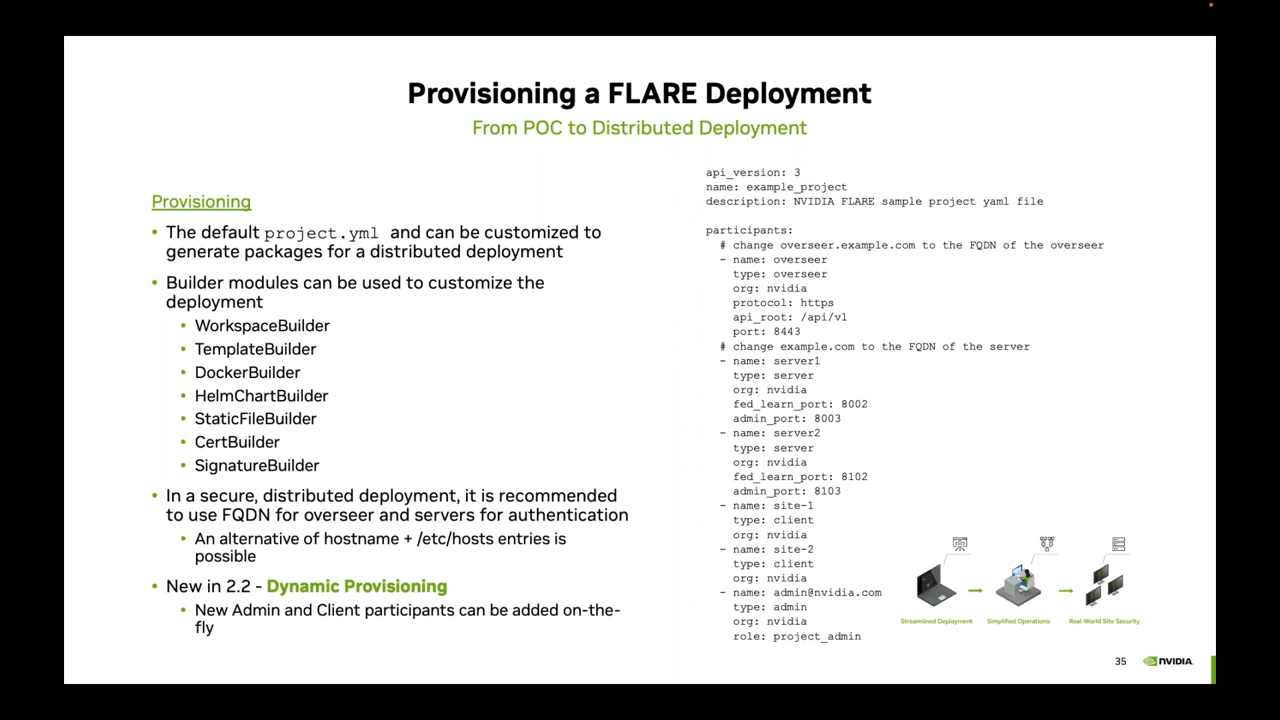 Provisioning a FLARE Deployment
From POC to Distributed Deployment
Provisioning
• The default project.yml and can be customized to
generate packages for a distributed deployment
• Builder modules can be used to customize the
deployment
• WorkspaceBuilder
• TemplateBuilder
• DockerBuilder
• HelmChartBuilder
• StaticFileBuilder
• CertBuilder
• SignatureBuilder
• In a secure, distributed deployment, it is recommended
to use FQDN for overseer and servers for authentication
• An alternative of hostname + /etc/hosts entries is
possible
• New in 2.2 - Dynamic Provisioning
• New Admin and Client participants can be added on-the-
fly
api_version: 3
name: example_project
description: NVIDIA FLARE sample project yaml file
participants:
# change overseer.example.com to the FQDN of the overseer
- name: overseer
type: overseer
org: nvidia
protocol: https
api_root: /api/v1
port: 8443
# change example.com to the FQDN of the server
- name: server1
type: server
org: nvidia
fed_learn_port: 8002
admin_port: 8003
- name: server2
type: server
org: nvidia
fed_learn_port: 8102
admin_port: 8103
- name: site-1
type: client
org: nvidia
- name: site-2
type: client
org: nvidia
- name: admin@nvidia.com
type: admin
org: nvidia
role: project_admin
Streamlined Deployment
Simplified Operations
Real-World Site Security
35
NVIDIA